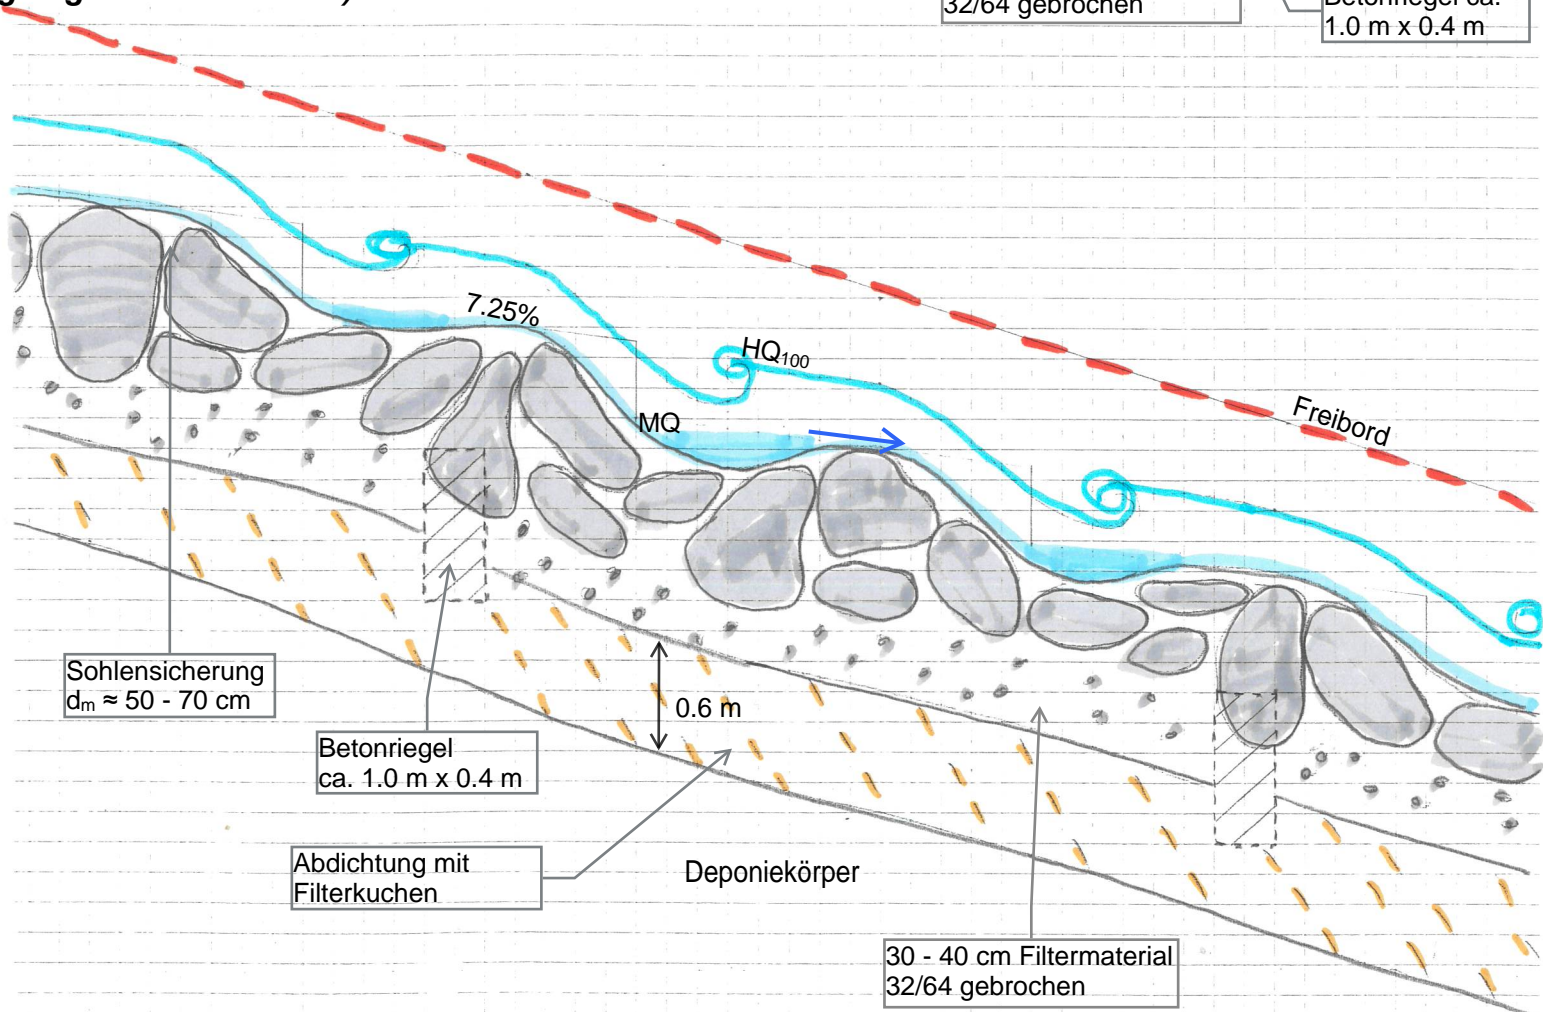 32/64 gebrochen
1.0 m x 0.4 m
7.25%
HQ100
MQ
Freibord
Sohlensicherung
dm ≈ 50 - 70 cm
0.6 m
Betonriegel
ca. 1.0 m x 0.4 m
Abdichtung mit
Filterkuchen
Deponiekörper
30 - 40 cm Filtermaterial
32/64 gebrochen